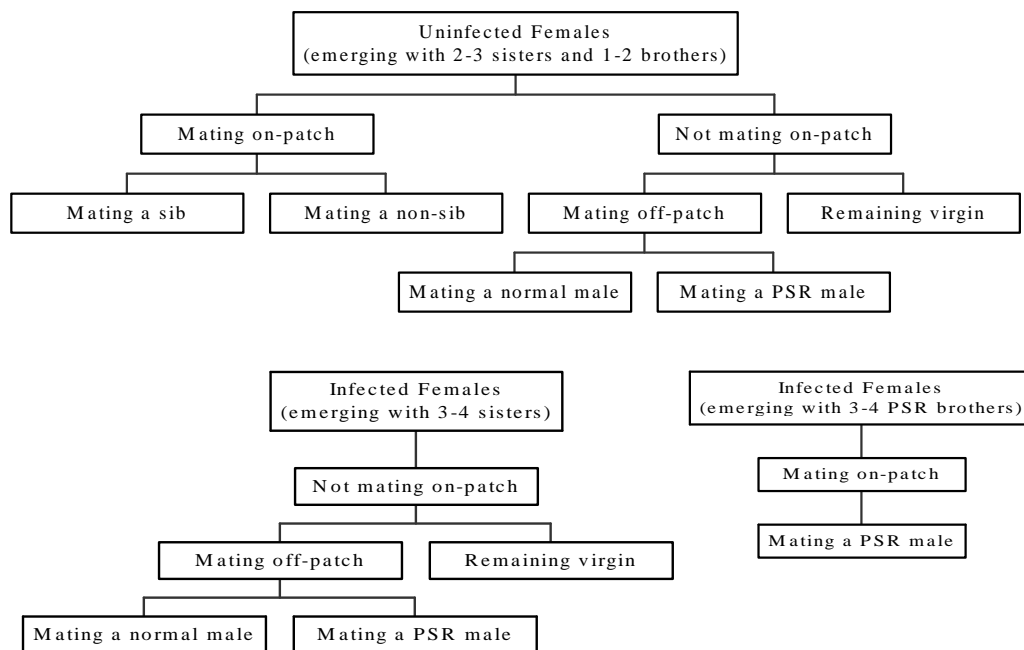 Uninfected Females
(emerging with 2-3 sisters and 1-2 brothers)
Mating on-patch
Not mating on-patch
Mating a sib
Mating a non-sib
Mating off-patch
Remaining virgin
Mating a normal male
Mating a PSR male
Infected Females
(emerging with 3-4 sisters)
Not mating on-patch
Mating off-patch
Remaining virgin
Mating a normal male
Mating a PSR male
Infected Females
(emerging with 3-4 PSR brothers)
Mating on-patch
Mating a PSR male